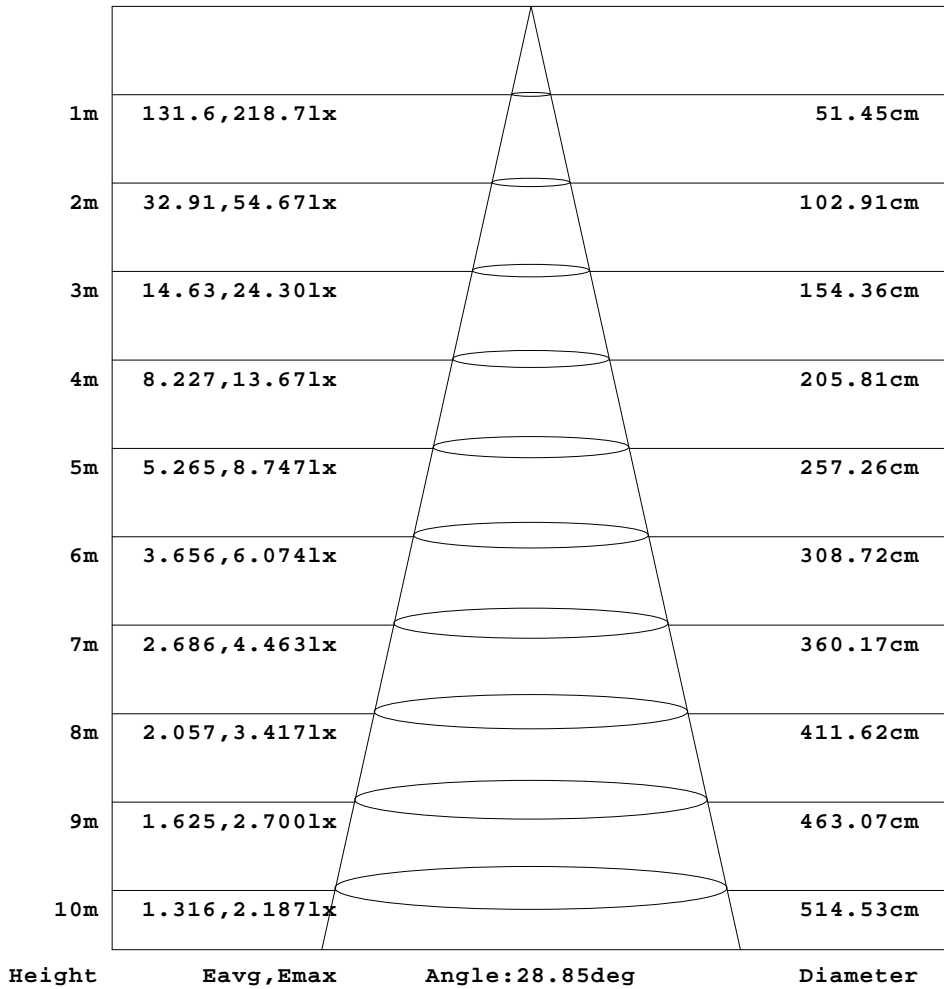 1m 131.6,218.7lx 51.45cm
2m 32.91,54.67lx 102.91cm
3m 14.63,24.30lx 154.36cm
4m 8.227,13.67lx 205.81cm
5m 5.265,8.747lx 257.26cm
6m 3.656,6.074lx 308.72cm
7m 2.686,4.463lx 360.17cm
8m 2.057,3.417lx 411.62cm
9m 1.625,2.700lx 463.07cm
10m 1.316,2.187lx 514.53cm
Height Eavg,Emax Angle:28.85deg Diameter